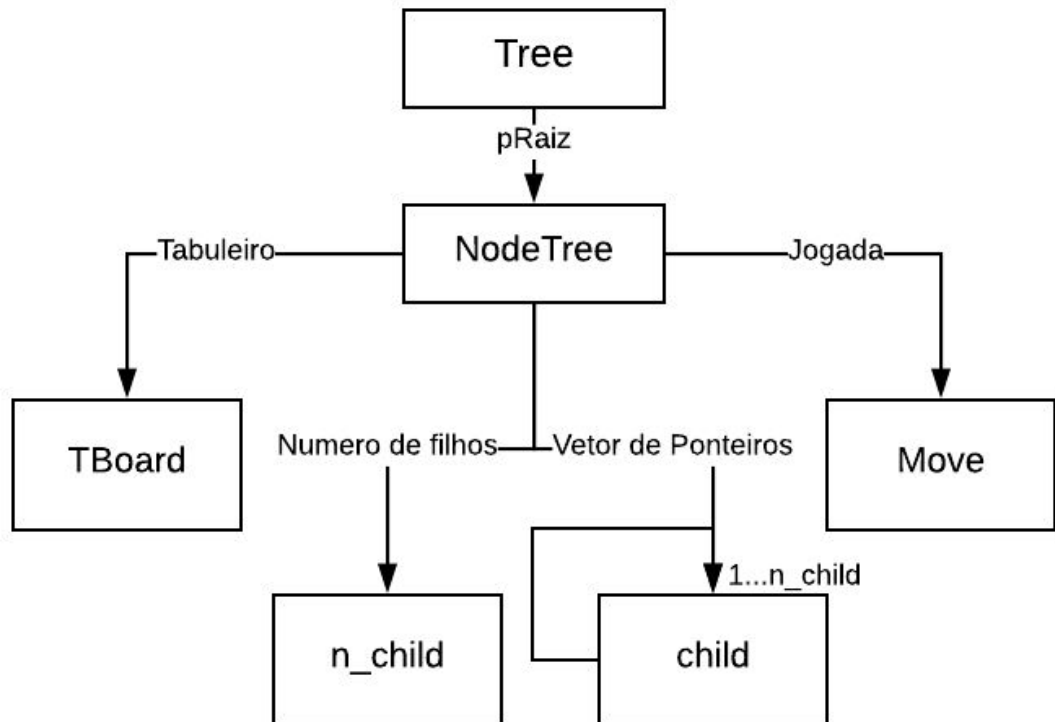 Tree
pRaiz
NodeTree
Tabuleiro
Jogada
TBoard
Move
Numero de filhos
Vetor de Ponteiros
1...n_child
n_child
child